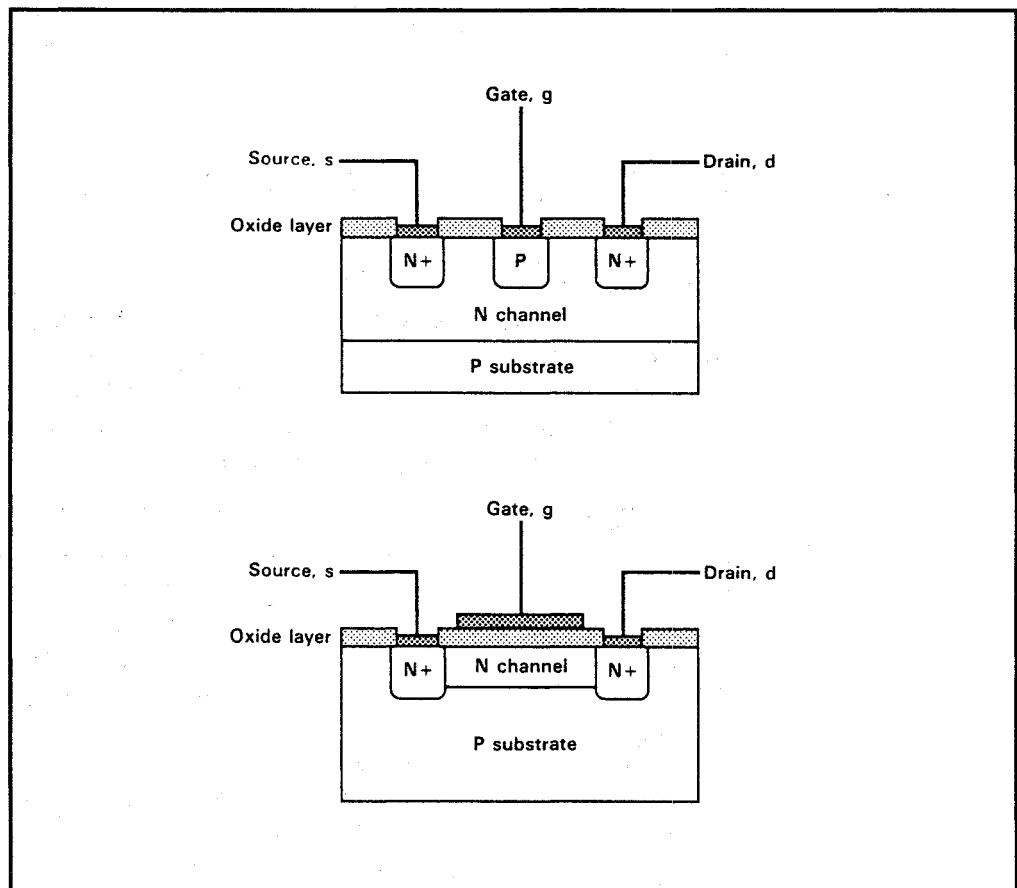 Gate, g
Source, s
Drain, d
Oxide layer
N+
P
N+
N channel
P substrate
Gate, g
Source, s
Drain, d
Oxide layer
N+
N channel
N+
P substrate